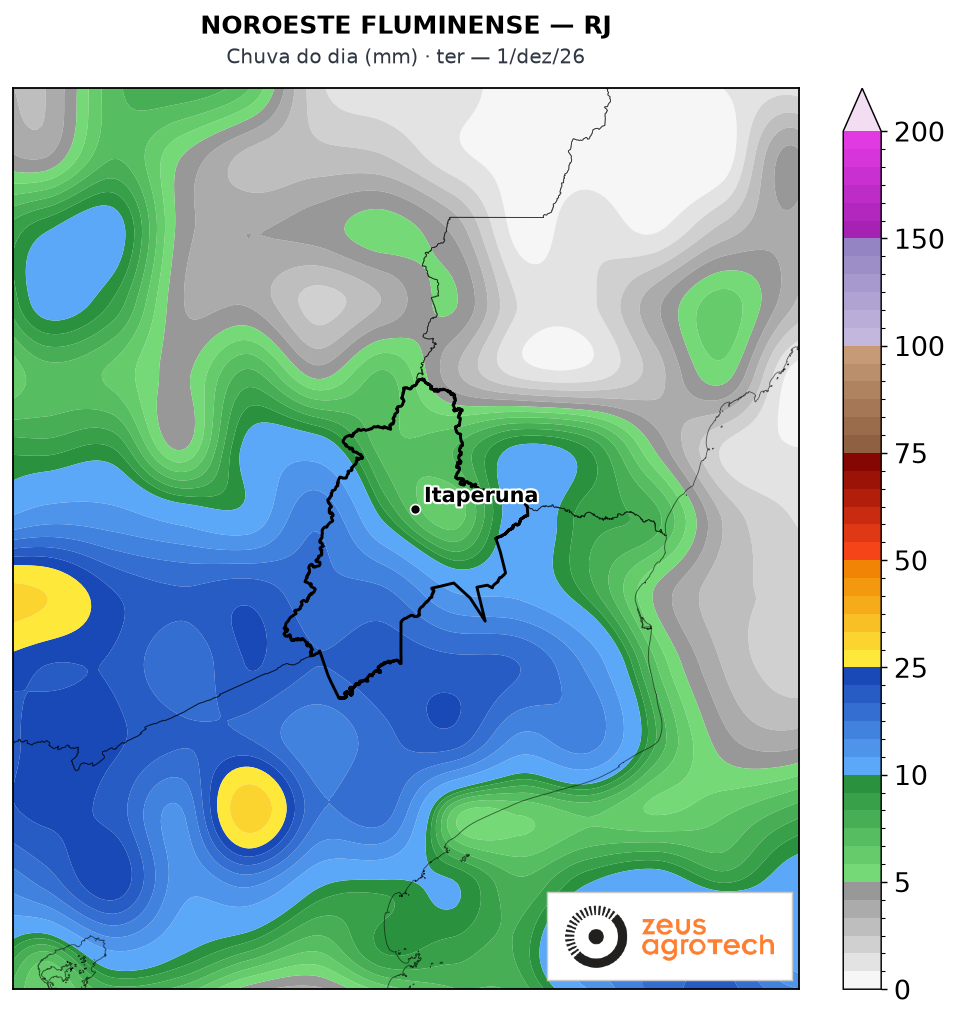 NOROESTE FLUMINENSE — RJ
Chuva do dia (mm) · ter — 1/dez/26
200
150
100
75
50
25
10
5
0
Itaperuna
zeus
agrotech